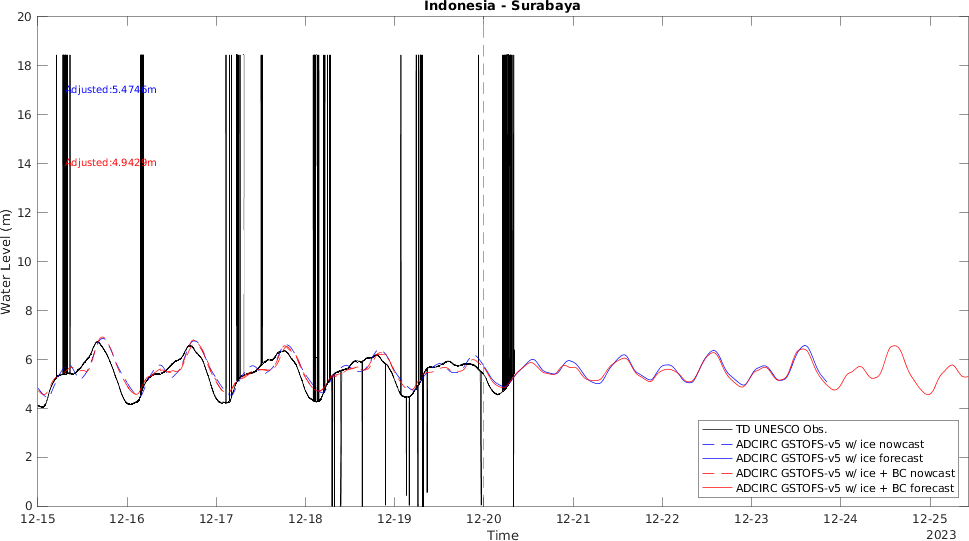 Indonesia - Surabaya
20
18
16
14
12
10
8
6
4
2
0
Water Level (m)
Adjusted:5.4746m
Adjusted:4.9429m
TD UNESCO Obs.
ADCIRC GSTOFS-v5 w/ ice nowcast
ADCIRC GSTOFS-v5 w/ ice forecast
ADCIRC GSTOFS-v5 w/ ice + BC nowcast
ADCIRC GSTOFS-v5 w/ ice + BC forecast
12-15 12-16 12-17 12-18 12-19 12-20 12-21 12-22 12-23 12-24 12-25
Time
2023